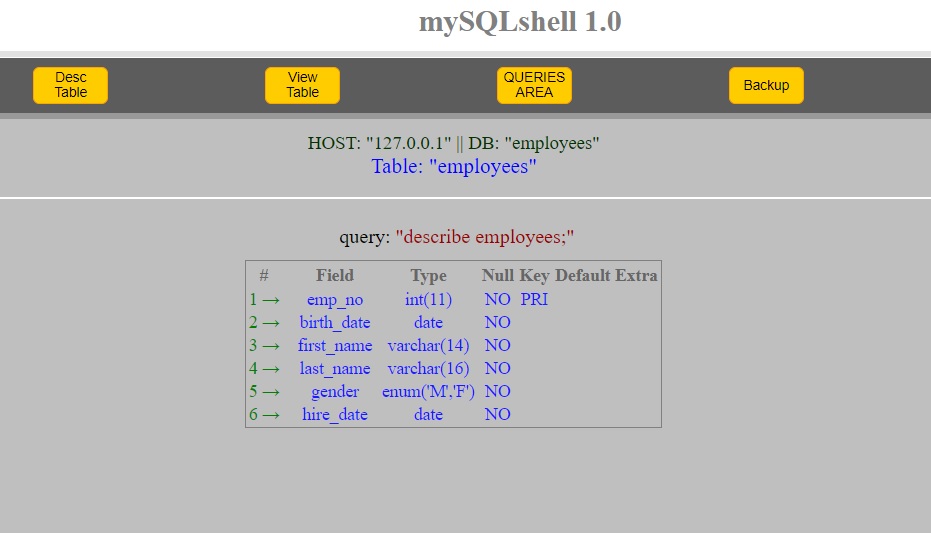 mySQLshell 1.0
Desc
Table
View
Table
QUERIES
AREA
Backup
HOST: "127.0.0.1" || DB: "employees"
Table: "employees"
query: "describe employees;"
# Field Type Null Key Default Extra
1 → emp_no int(11) NO PRI
2 → birth_date date NO
3 → first_name varchar(14) NO
4 → last_name varchar(16) NO
5 → gender enum('M','F') NO
6 → hire_date date NO